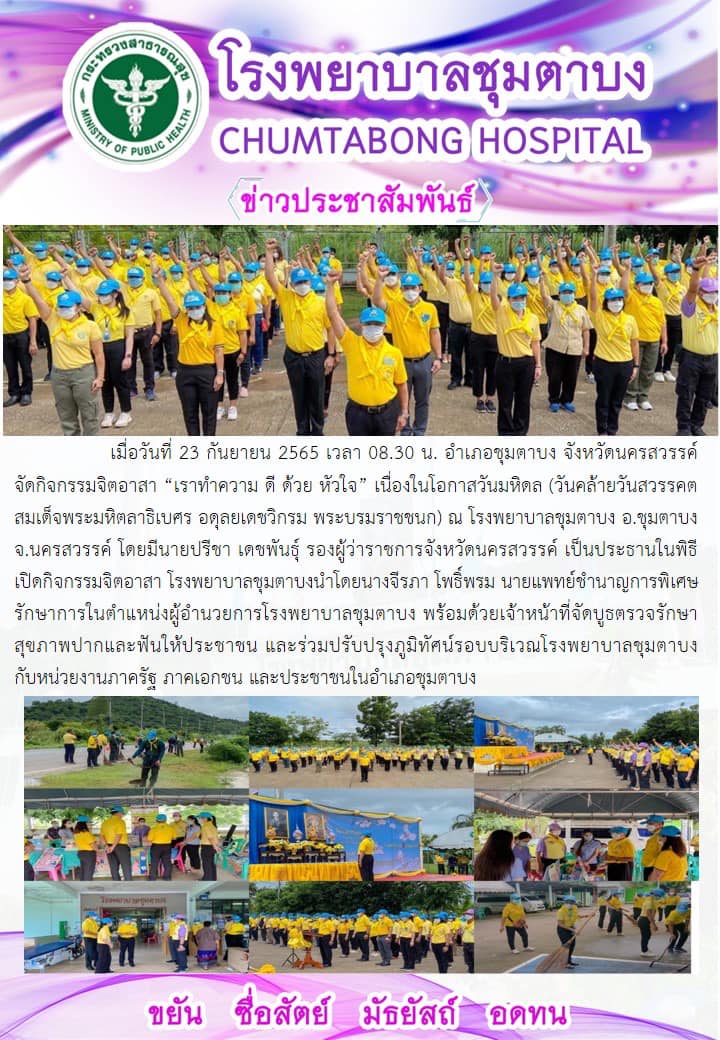 กระทรวงสาธารณสุข
MINISTRY OF PUBLIC HEALTH
โรงพยาบาลชุมตาบง
CHUMTABONG HOSPITAL
ข่าวประชาสัมพันธ์
เมื่อวันที่ 23 กันยายน 2565 เวลา 08.30 น. อำเภอชุมตาบง จังหวัดนครสวรรค์
จัดกิจกรรมจิตอาสา “เราทำความ ดี ด้วย หัวใจ” เนื่องในโอกาสวันมหิดล (วันคล้ายวันสวรรคต
สมเด็จพระมหิตลาธิเบศร อดุลยเดชวิกรม พระบรมราชชนก) ณ โรงพยาบาลชุมตาบง อ.ชุมตาบง
จ.นครสวรรค์ โดยมีนายปรีชา เดชพันธุ์ รองผู้ว่าราชการจังหวัดนครสวรรค์ เป็นประธานในพิธี
เปิดกิจกรรมจิตอาสา โรงพยาบาลชุมตาบงนำโดยนางจีรภา โพธิ์พรม นายแพทย์ชำนาญการพิเศษ
รักษาการในตำแหน่งผู้อำนวยการโรงพยาบาลชุมตาบง พร้อมด้วยเจ้าหน้าที่จัดบูธตรวจรักษา
สุขภาพปากและฟันให้ประชาชน และร่วมปรับปรุงภูมิทัศน์รอบบริเวณโรงพยาบาลชุมตาบง
กับหน่วยงานภาครัฐ ภาคเอกชน และประชาชนในอำเภอชุมตาบง
โรงพยาบาลชุมตาบง
ขยัน ซื่อสัตย์ มัธยัสถ์ อดทน